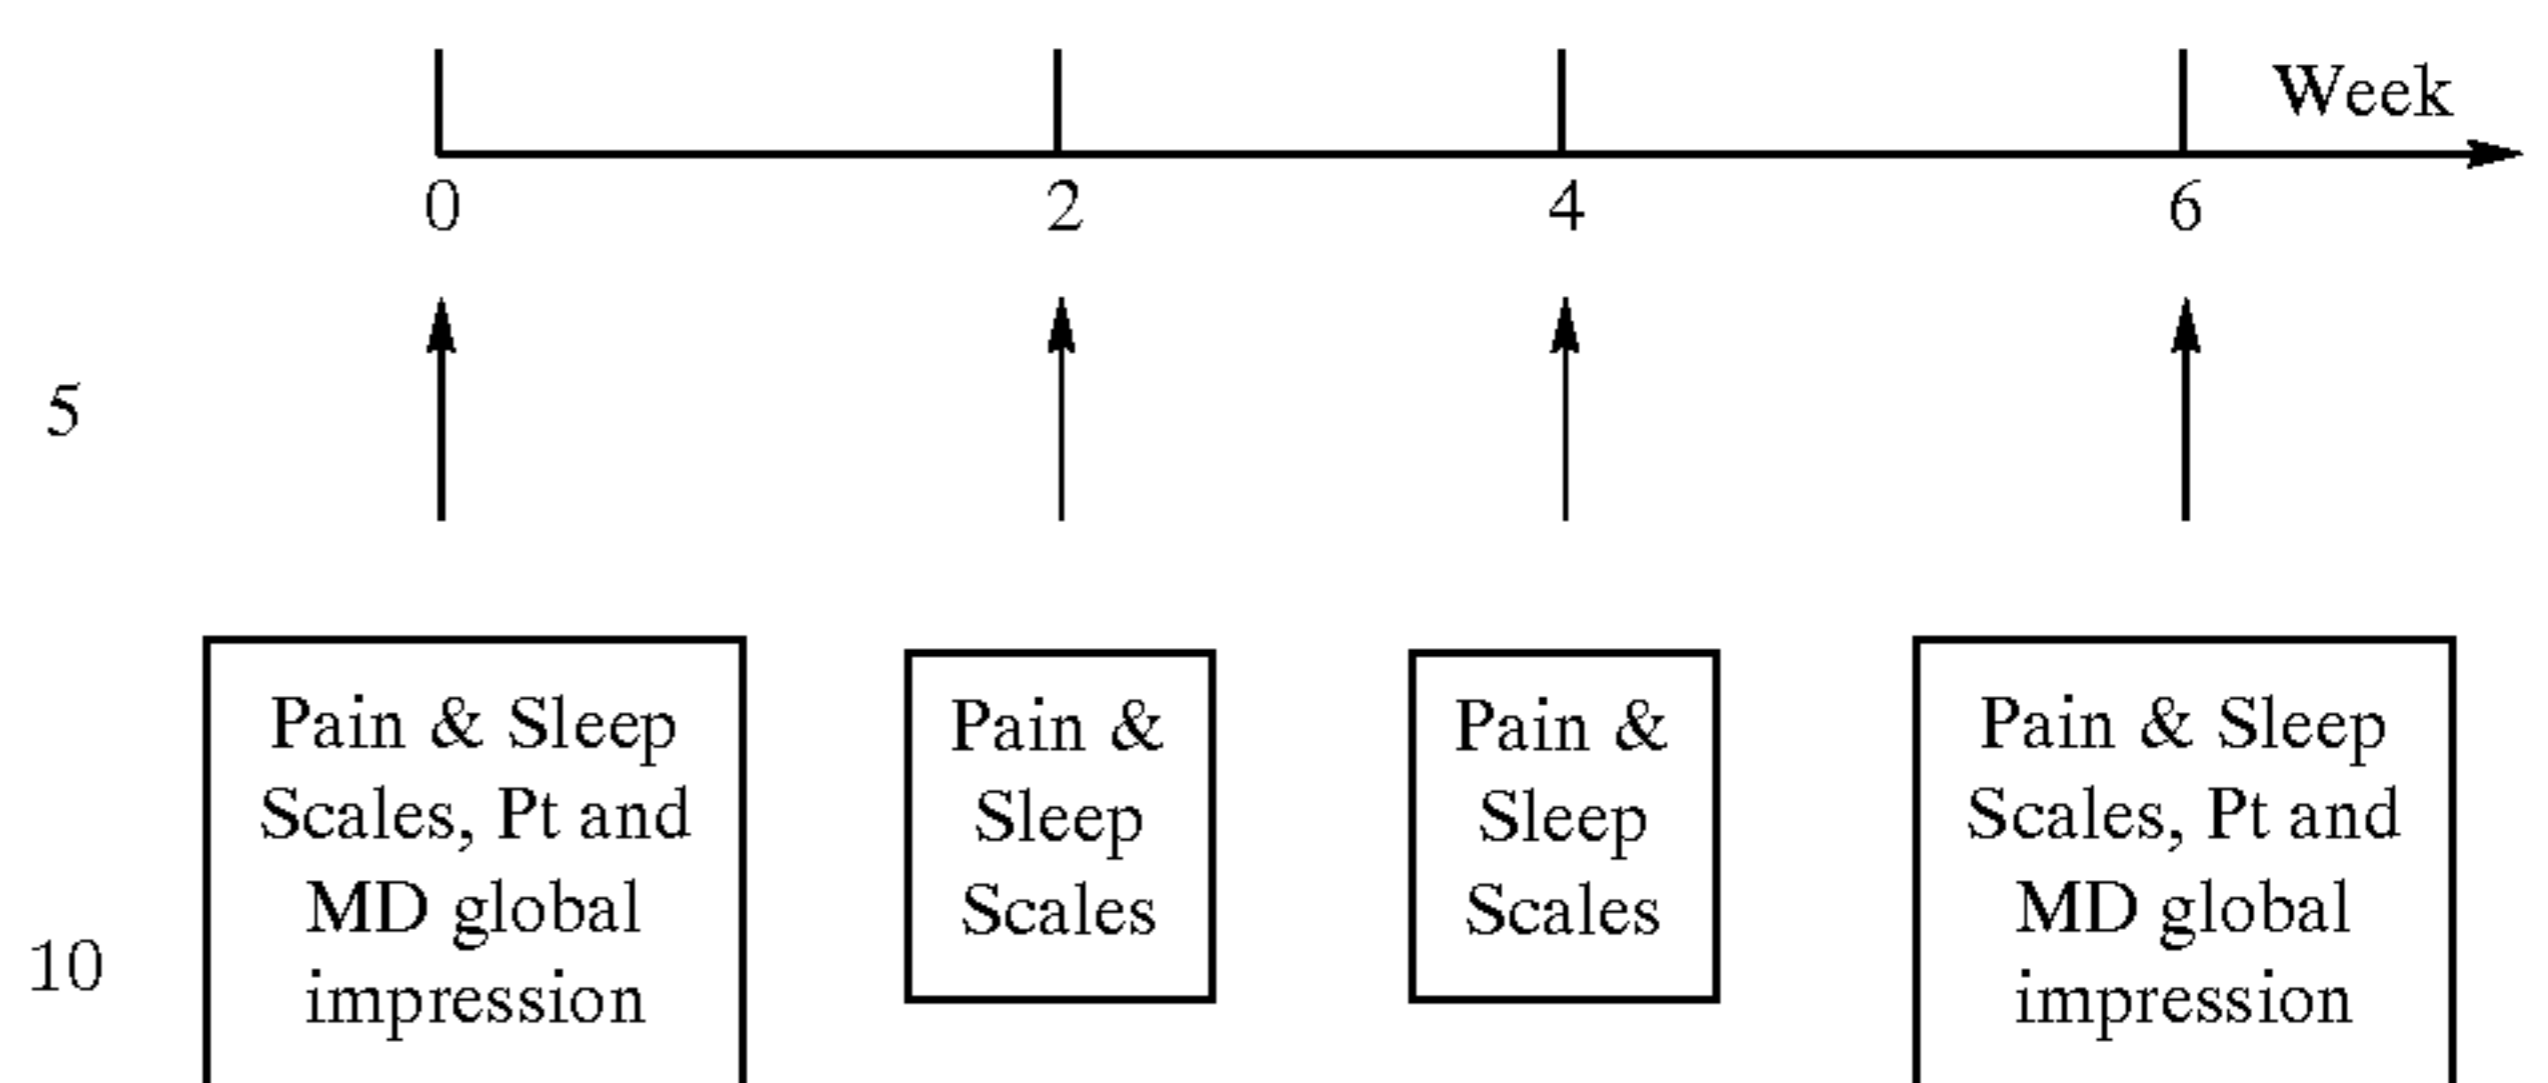 Week
0 2 4 6
5
Pain & Sleep
Scales, Pt and
MD global
impression
Pain &
Sleep
Scales
Pain &
Sleep
Scales
Pain & Sleep
Scales, Pt and
MD global
impression
10